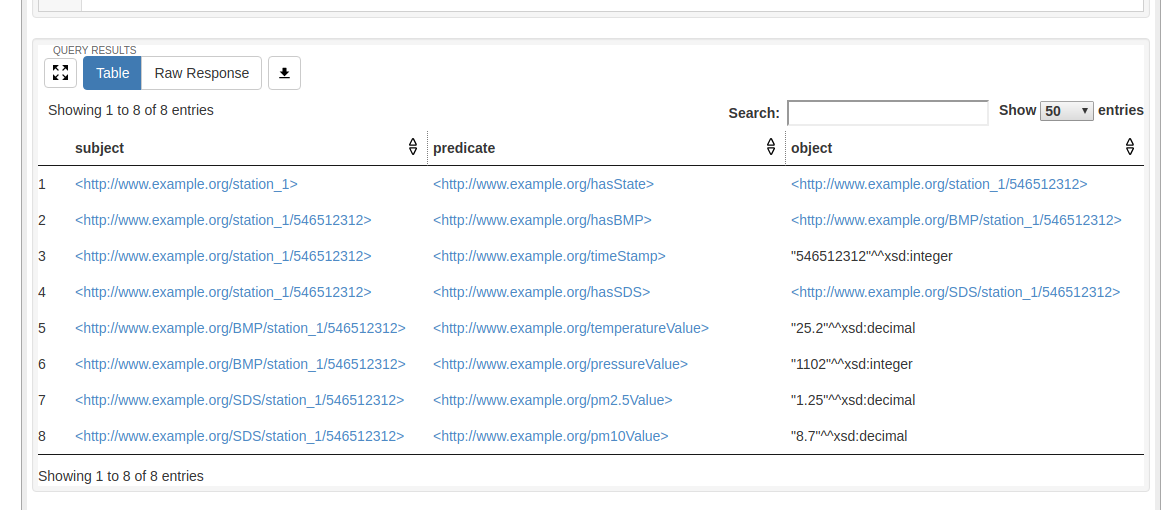 QUERY RESULTS
Table Raw Response
Showing 1 to 8 of 8 entries Search: Show 50 entries
subject predicate object
1 <http://www.example.org/station_1> <http://www.example.org/hasState> <http://www.example.org/station_1/546512312>
2 <http://www.example.org/station_1/546512312> <http://www.example.org/hasBMP> <http://www.example.org/BMP/station_1/546512312>
3 <http://www.example.org/station_1/546512312> <http://www.example.org/timeStamp> "546512312"^^xsd:integer
4 <http://www.example.org/station_1/546512312> <http://www.example.org/hasSDS> <http://www.example.org/SDS/station_1/546512312>
5 <http://www.example.org/BMP/station_1/546512312> <http://www.example.org/temperatureValue> "25.2"^^xsd:decimal
6 <http://www.example.org/BMP/station_1/546512312> <http://www.example.org/pressureValue> "1102"^^xsd:integer
7 <http://www.example.org/SDS/station_1/546512312> <http://www.example.org/pm2.5Value> "1.25"^^xsd:decimal
8 <http://www.example.org/SDS/station_1/546512312> <http://www.example.org/pm10Value> "8.7"^^xsd:decimal
Showing 1 to 8 of 8 entries